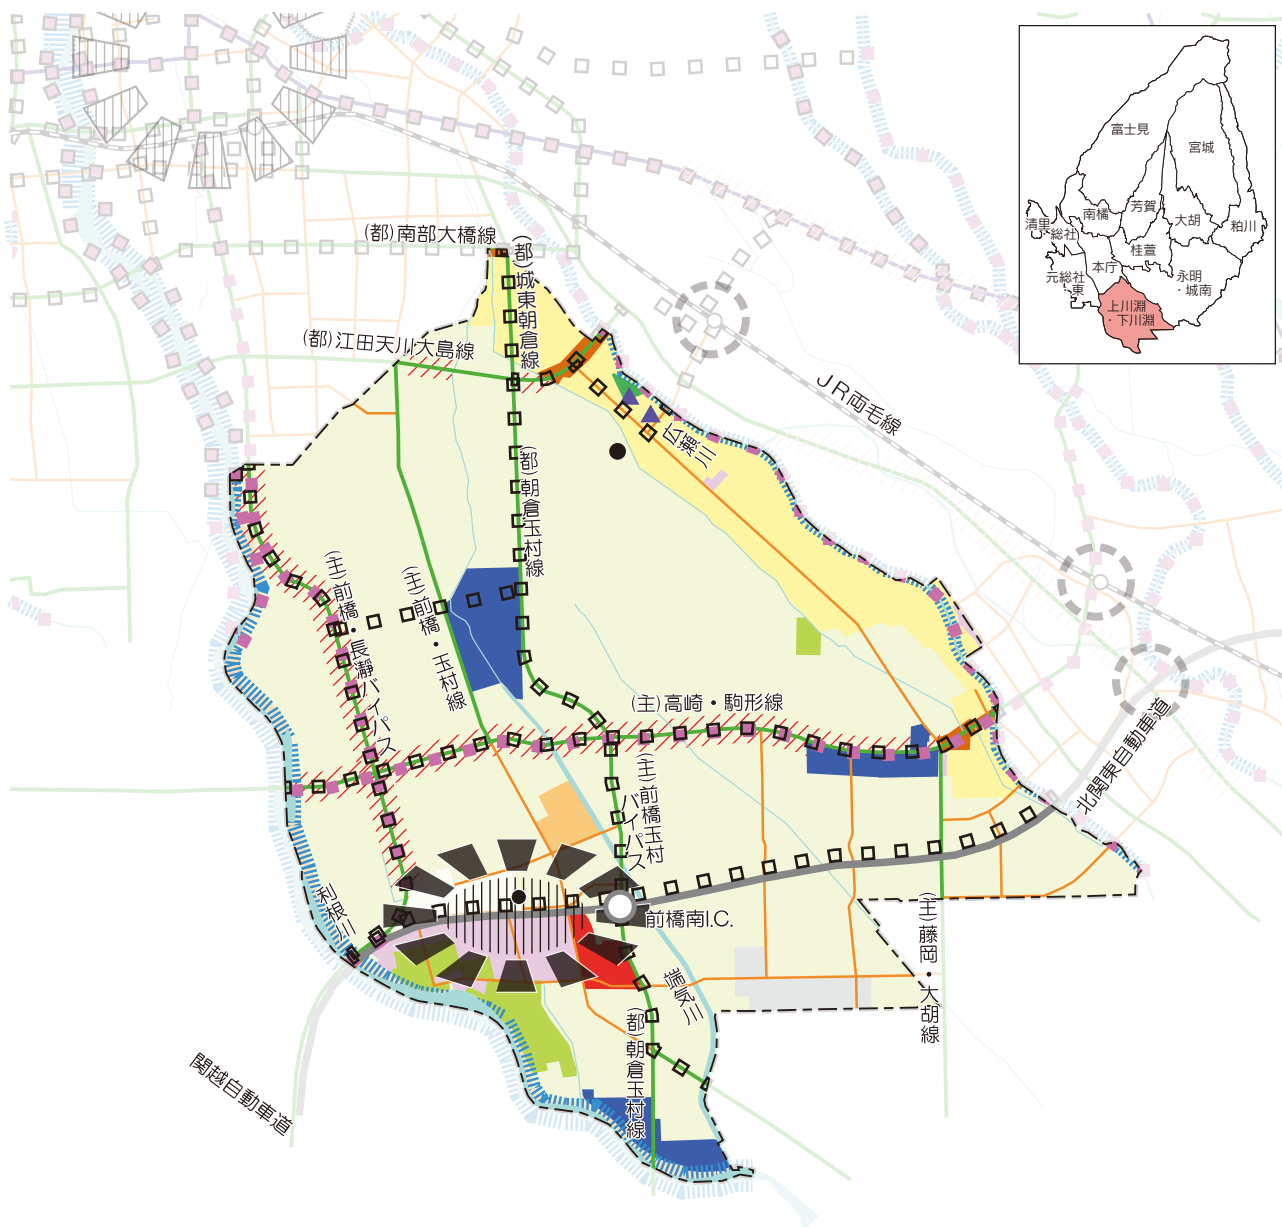 富士見
宮城
清里
総社
南橘
芳賀
大胡
粕川
桂萱
元総社
東
本庁
永明
・城南
上川淵
・下川淵
(都)南部大橋線
(都)城東朝倉線
(都)江田天川大島線
JR両毛線
広瀬川
(都)朝倉玉村線
(主)前橋・長瀞バイパス
(主)前橋・玉村線
(主)高崎・駒形線
(主)前橋玉村
バイパス
北関東自動車道
利根川
前橋南I.C.
(主)藤岡・大胡線
端気川
(都)朝倉玉村線
関越自動車道